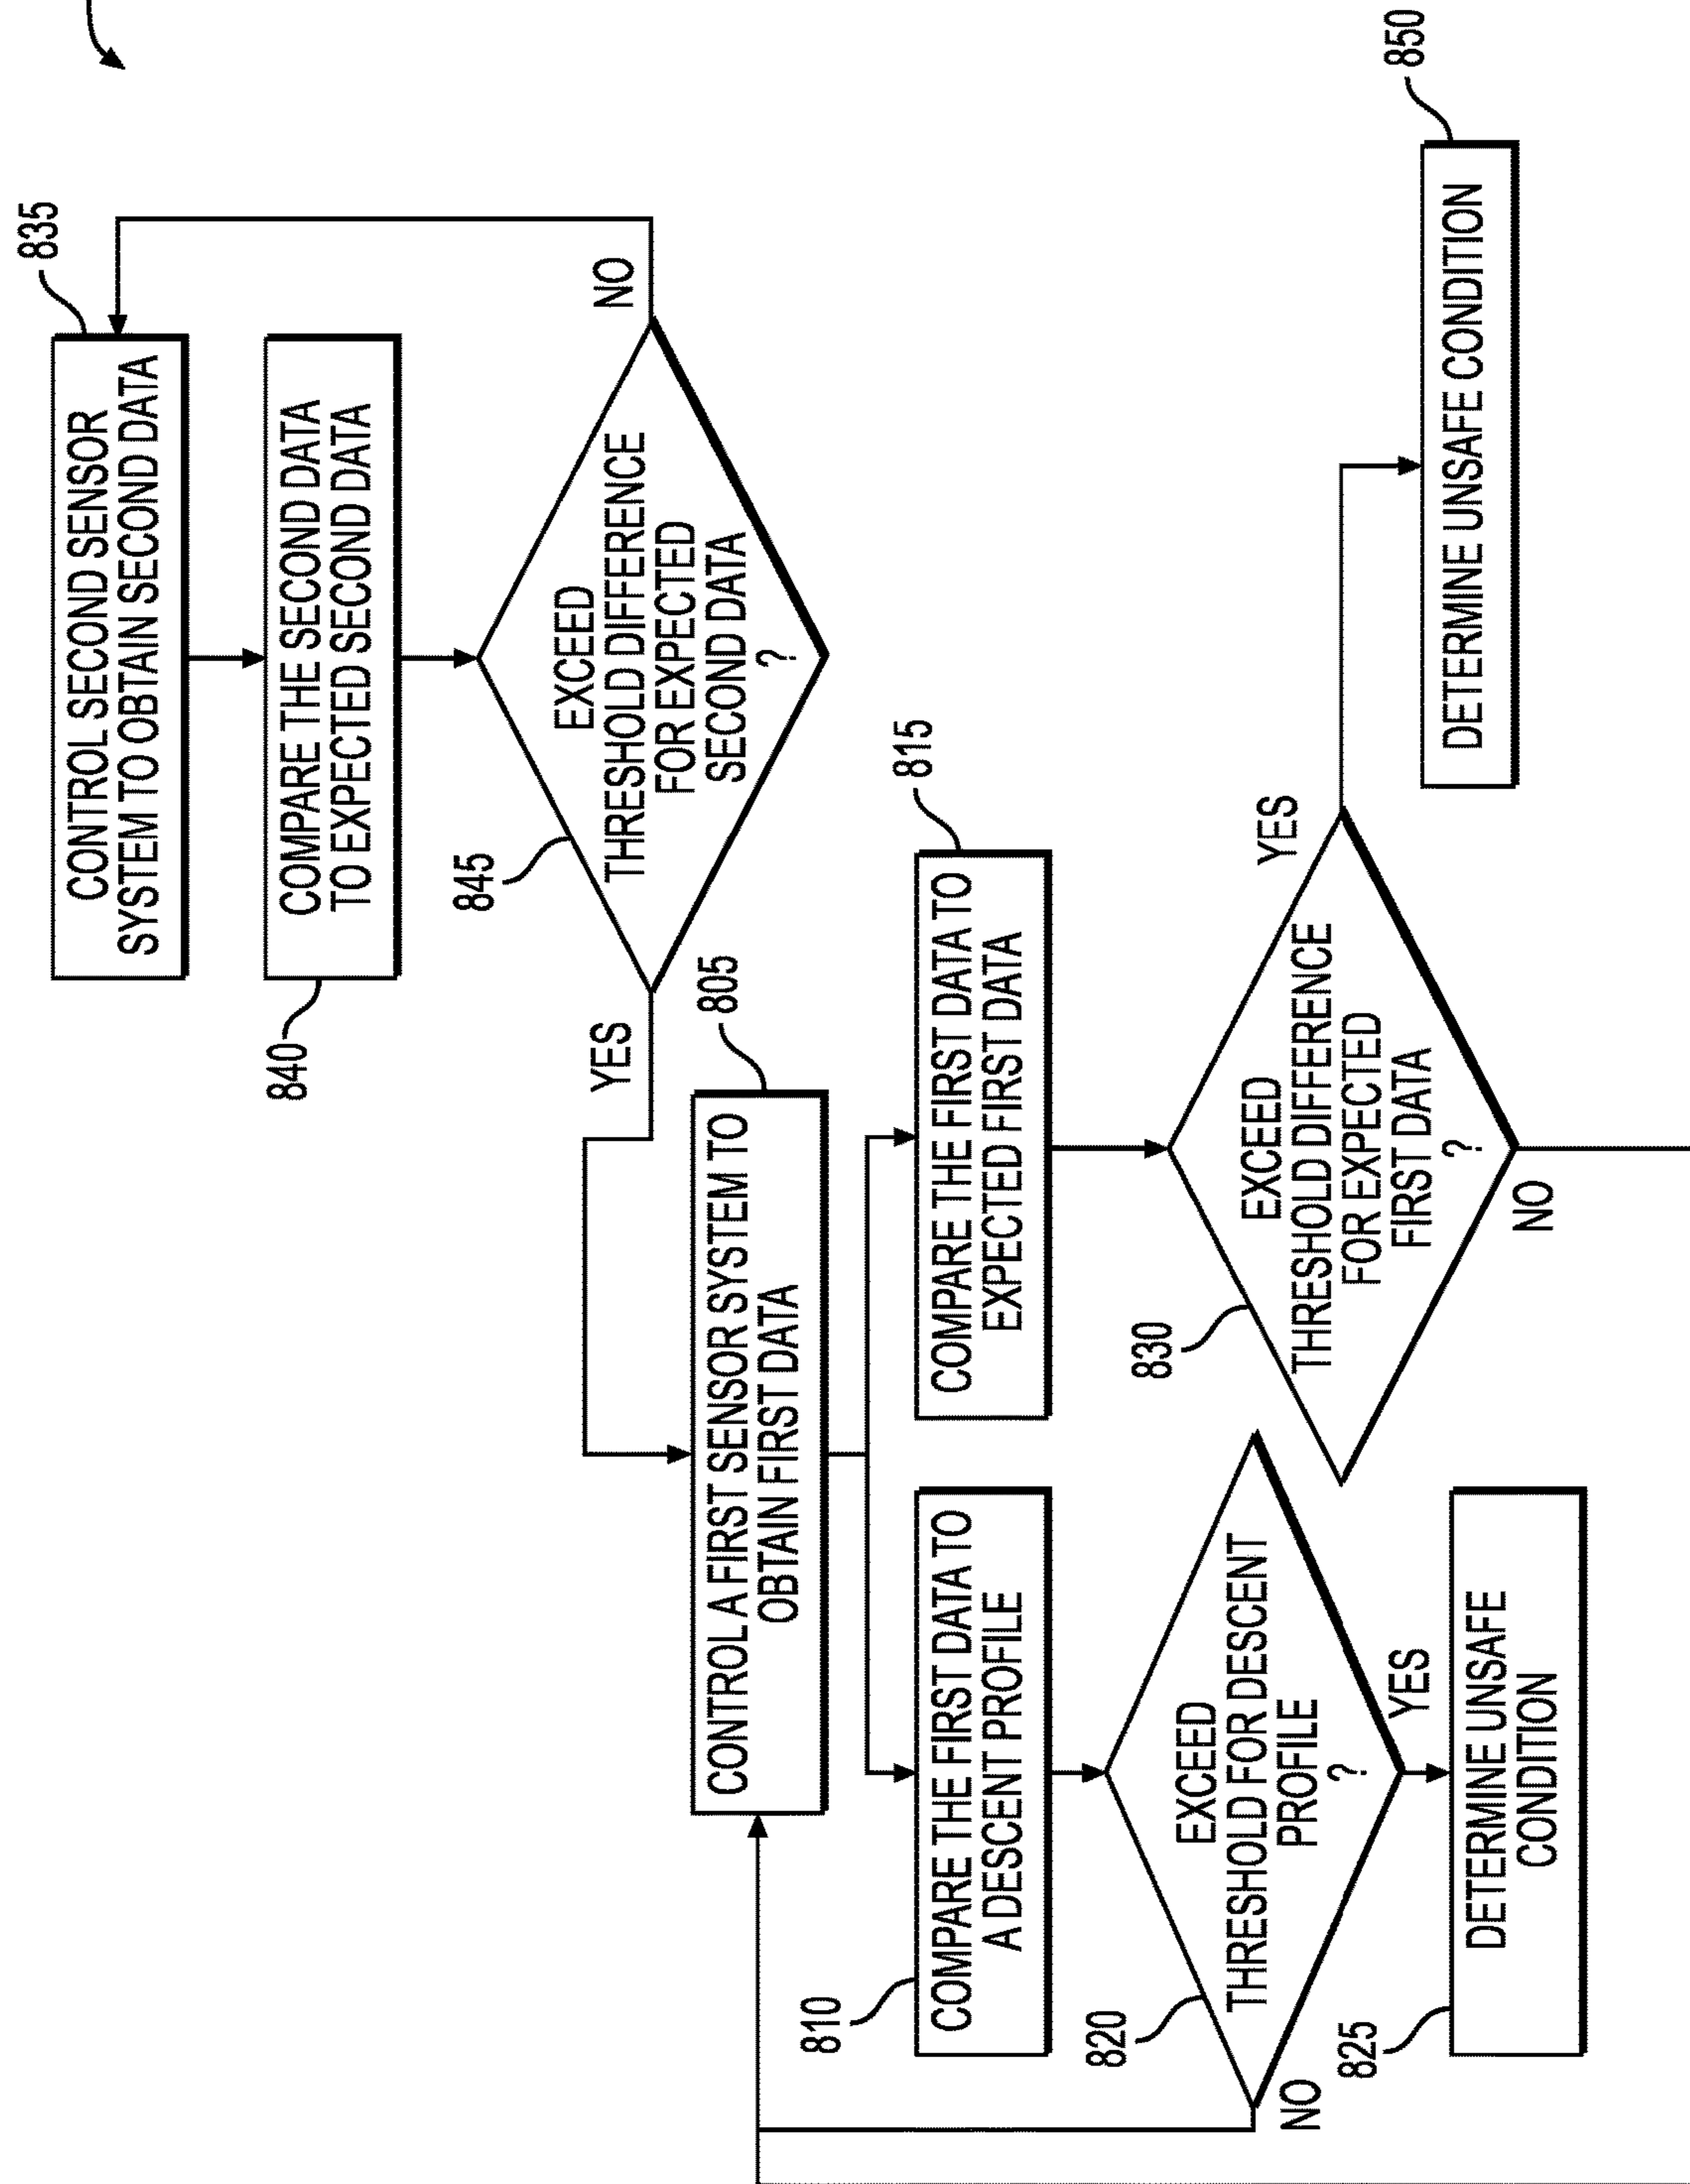 835
CONTROL SECOND SENSOR
SYSTEM TO OBTAIN SECOND DATA
840
COMPARE THE SECOND DATA
TO EXPECTED SECOND DATA
845
EXCEED
THRESHOLD DIFFERENCE
FOR EXPECTED
SECOND DATA
?
NO
YES
805
CONTROL A FIRST SENSOR SYSTEM TO
OBTAIN FIRST DATA
810
COMPARE THE FIRST DATA TO
A DESCENT PROFILE
815
COMPARE THE FIRST DATA TO
EXPECTED FIRST DATA
820
EXCEED
THRESHOLD FOR DESCENT
PROFILE
?
NO
YES
825
DETERMINE UNSAFE
CONDITION
830
EXCEED
THRESHOLD DIFFERENCE
FOR EXPECTED
FIRST DATA
?
YES
NO
850
DETERMINE UNSAFE CONDITION